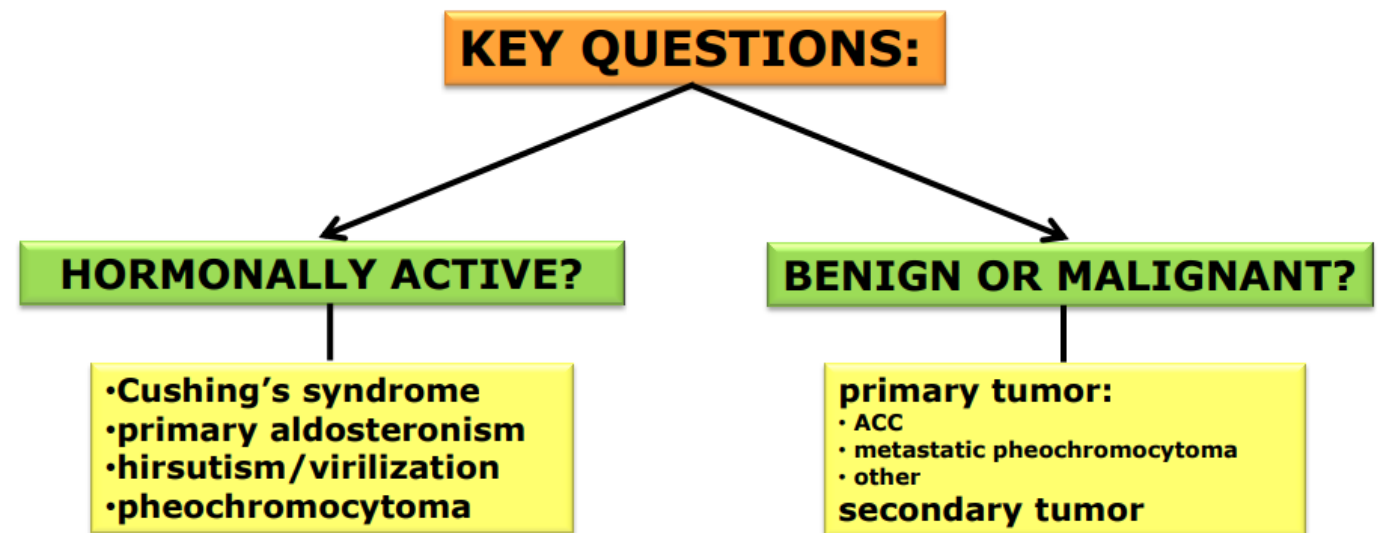 KEY QUESTIONS:
HORMONALLY ACTIVE?
•Cushing’s syndrome
•primary aldosteronism
•hirsutism/virilization
•pheochromocytoma
BENIGN OR MALIGNANT?
primary tumor:
• ACC
• metastatic pheochromocytoma
• other
secondary tumor